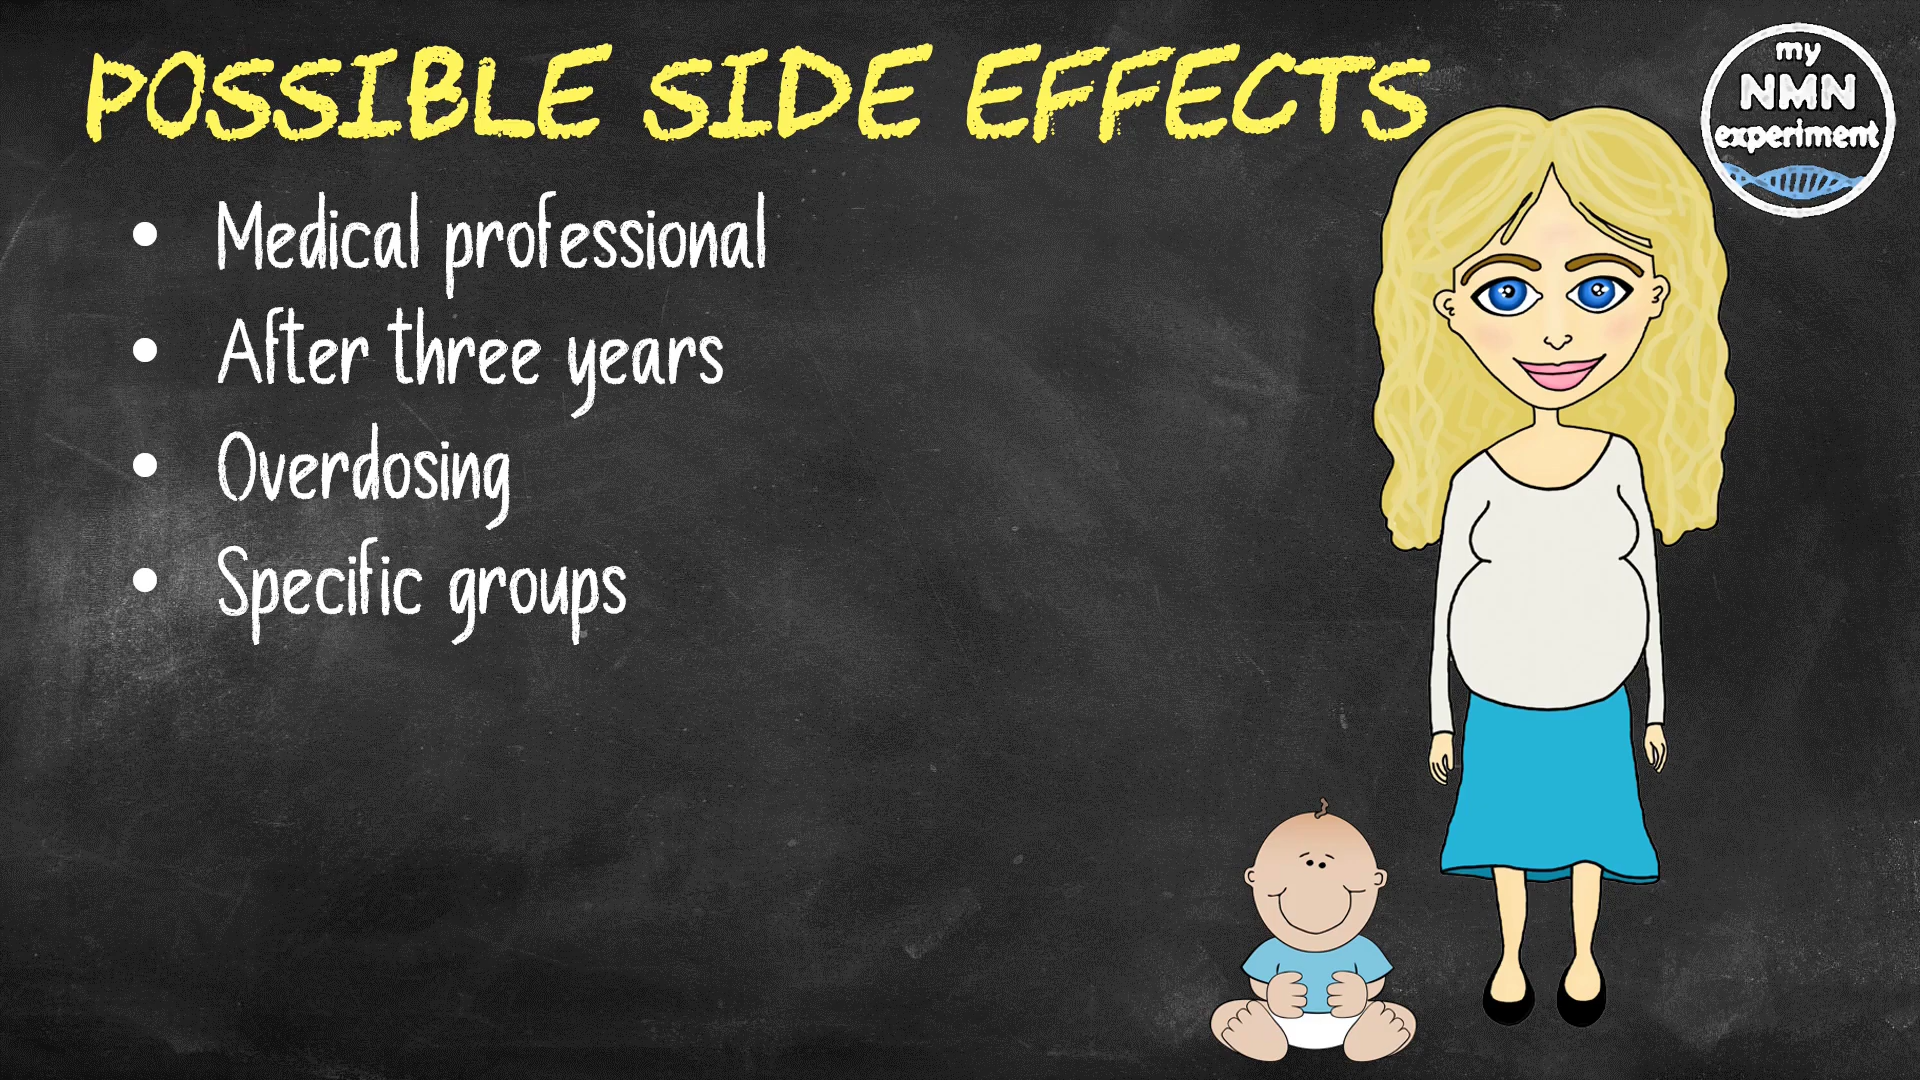 POSSIBLE SIDE EFFECTS
my
NMN
experiment
• Medical professional
• After three years
• Overdosing
• Specific groups